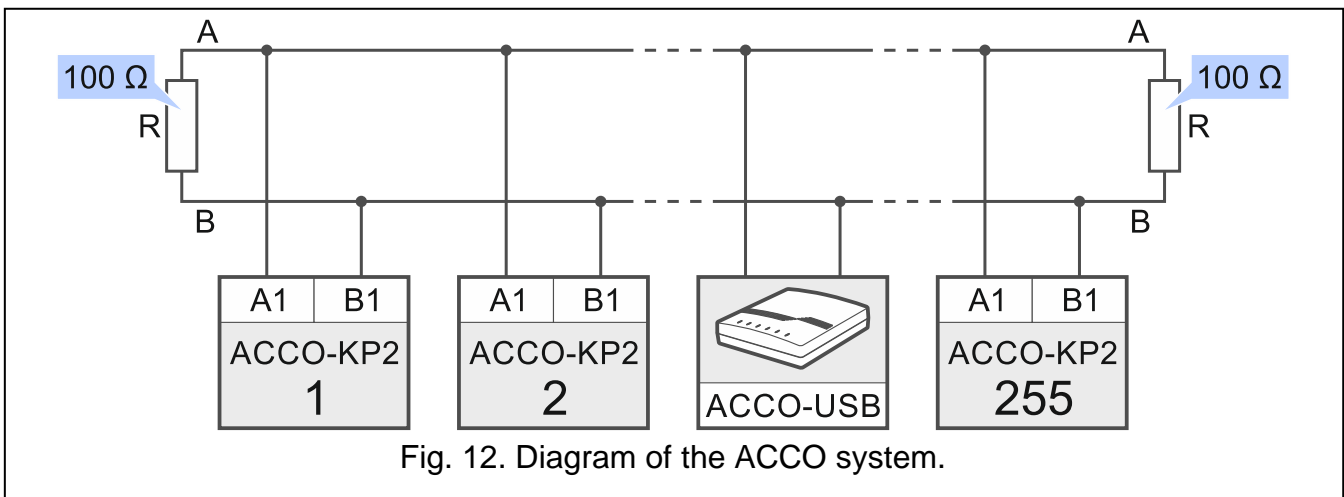 A A
100 Ω 100 Ω
R R
B B
A1 B1 A1 B1 A1 B1
ACCO-KP2 ACCO-KP2 ACCO-KP2
1 2 ACCO-USB 255
Fig. 12. Diagram of the ACCO system.